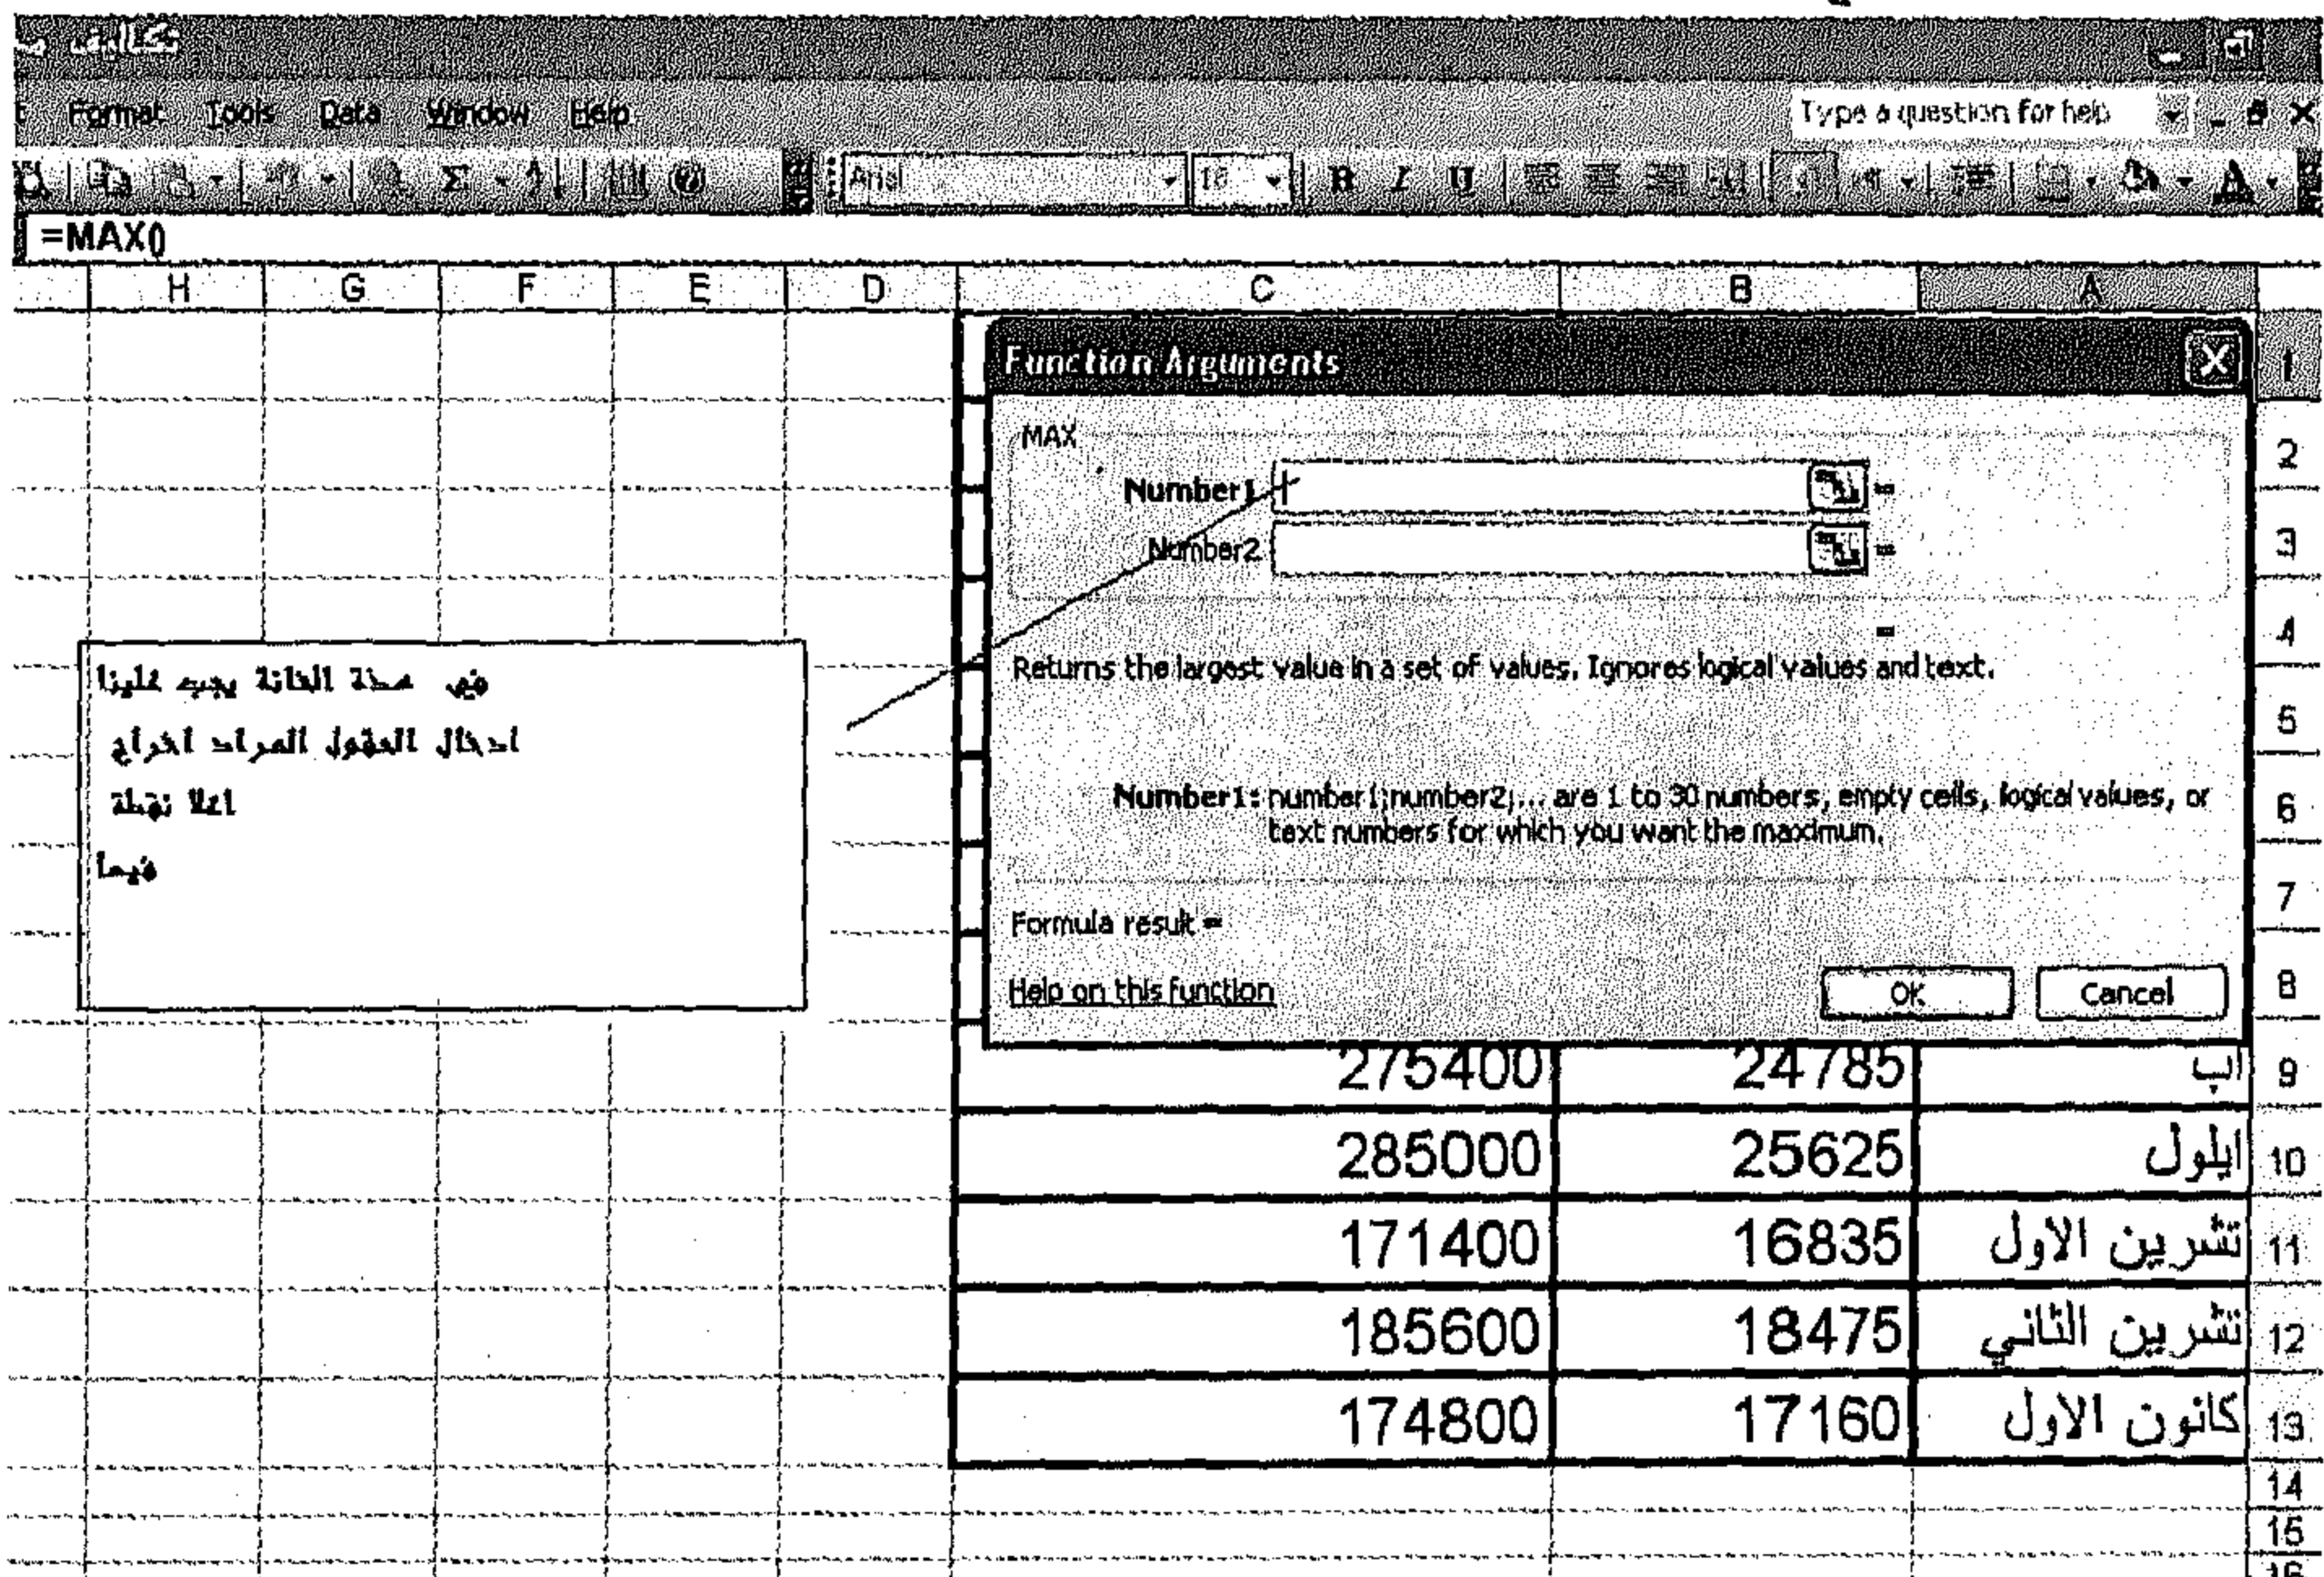 تكاليف
Format Tools Data Window Help
Type a question for help
Arial 16 B I U
=MAX()
H G F E D C B A
Function Arguments
1
MAX
2
Number1 =
Number2 =
3
=
4
Returns the largest value in a set of values. Ignores logical values and text.
5
Number1: number1;number2;... are 1 to 30 numbers, empty cells, logical values, or
text numbers for which you want the maximum.
6
7
Formula result =
Help on this function
OK Cancel
8
في هذة الخانة يجب علينا
ادخال الحقول المراد اخراج
اعلا نقطة
فيها
275400 24785 اب 9
285000 25625 ايلول 10
171400 16835 تشرين الاول 11
185600 18475 تشرين الثاني 12
174800 17160 كانون الاول 13
14
15
16